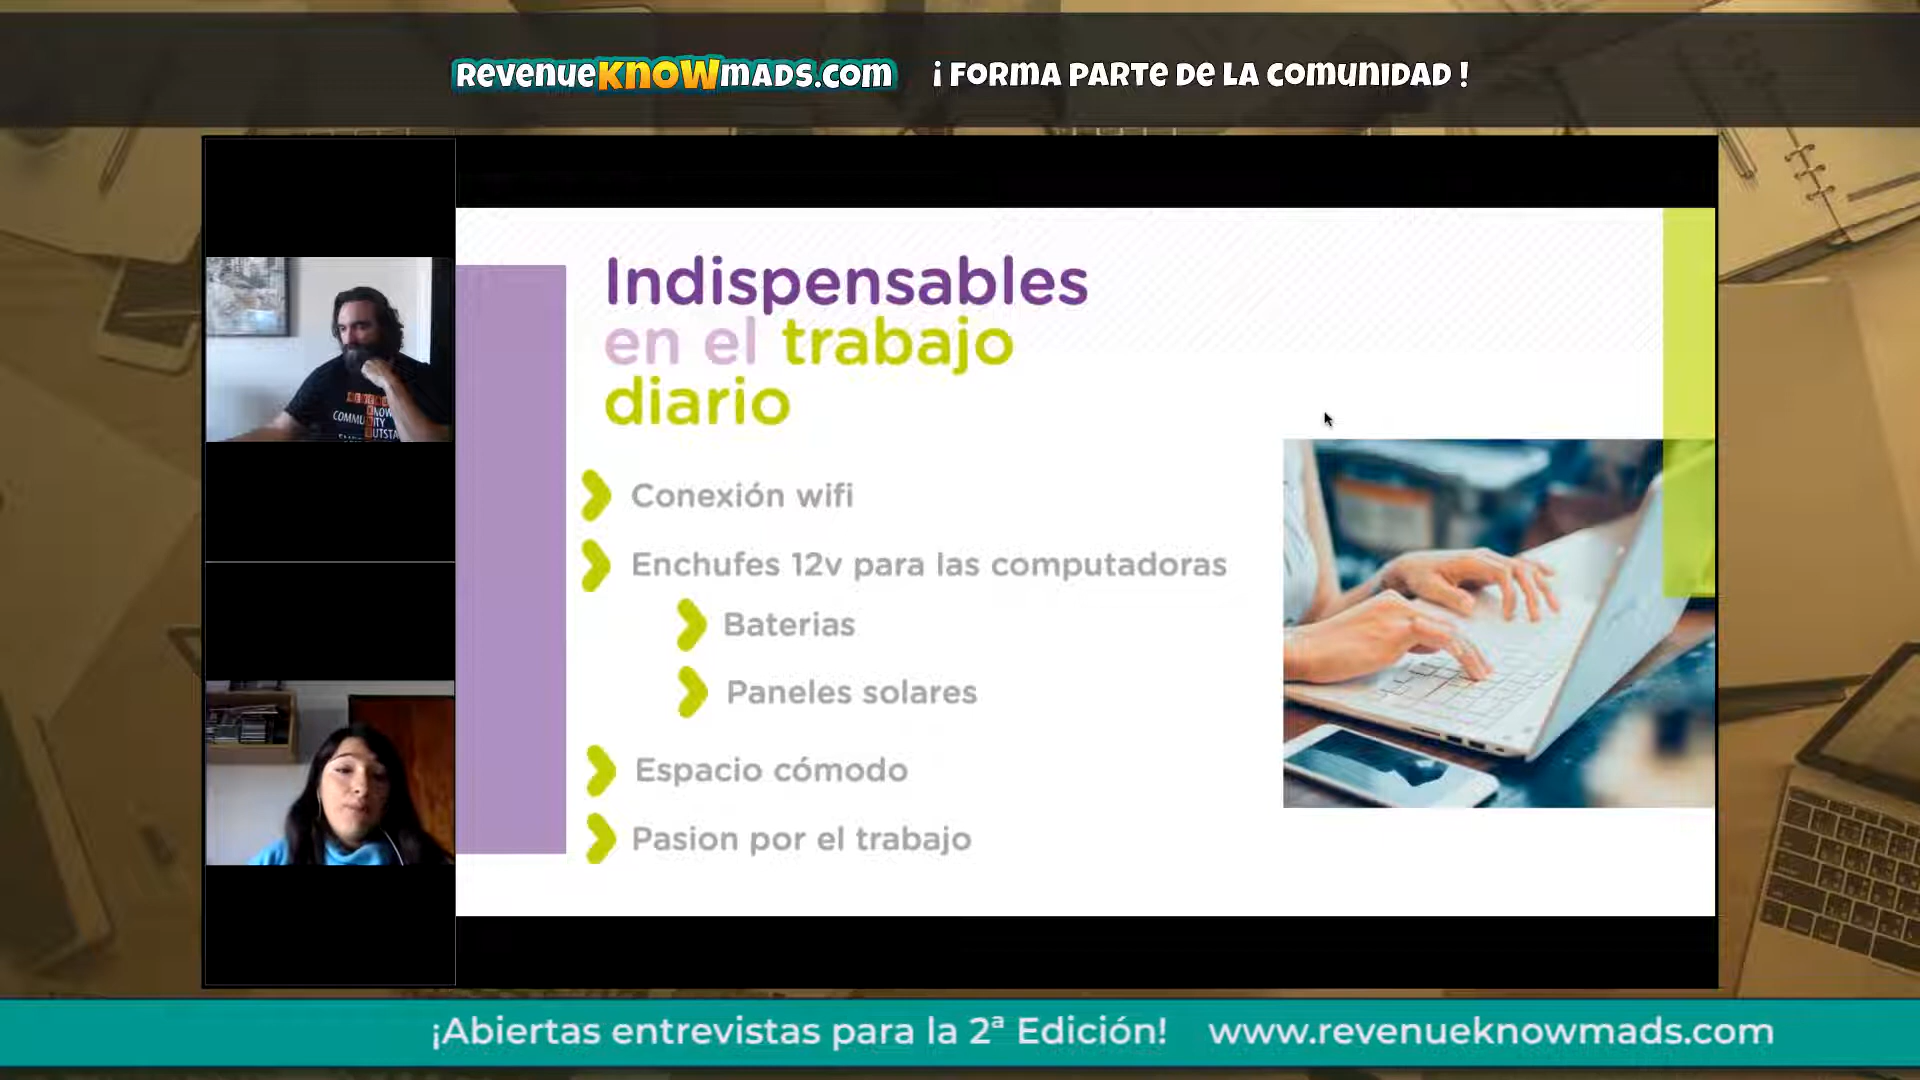 RevenueKNOWmads.com ¡ FORMA PARTE DE LA COMUNIDAD !
Indispensables
en el trabajo
diario
Conexión wifi
Enchufes 12v para las computadoras
Baterias
Paneles solares
Espacio cómodo
Pasion por el trabajo
¡Abiertas entrevistas para la 2ª Edición! www.revenueknowmads.com